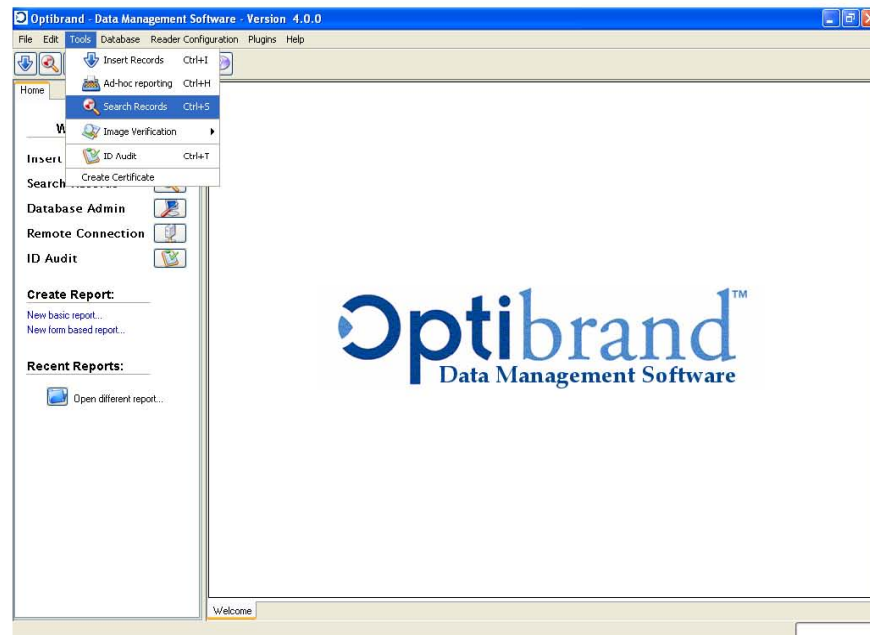 Optibrand - Data Management Software - Version 4.0.0
File Edit Tools Database Reader Configuration Plugins Help
Insert Records Ctrl+I
Ad-hoc reporting Ctrl+H
Search Records Ctrl+S
Image Verification
ID Audit Ctrl+T
Create Certificate
Home
W
Insert
Search Records
Database Admin
Remote Connection
ID Audit
Create Report:
New basic report...
New form based report...
Recent Reports:
Open different report...
Optibrand™
Data Management Software
Welcome